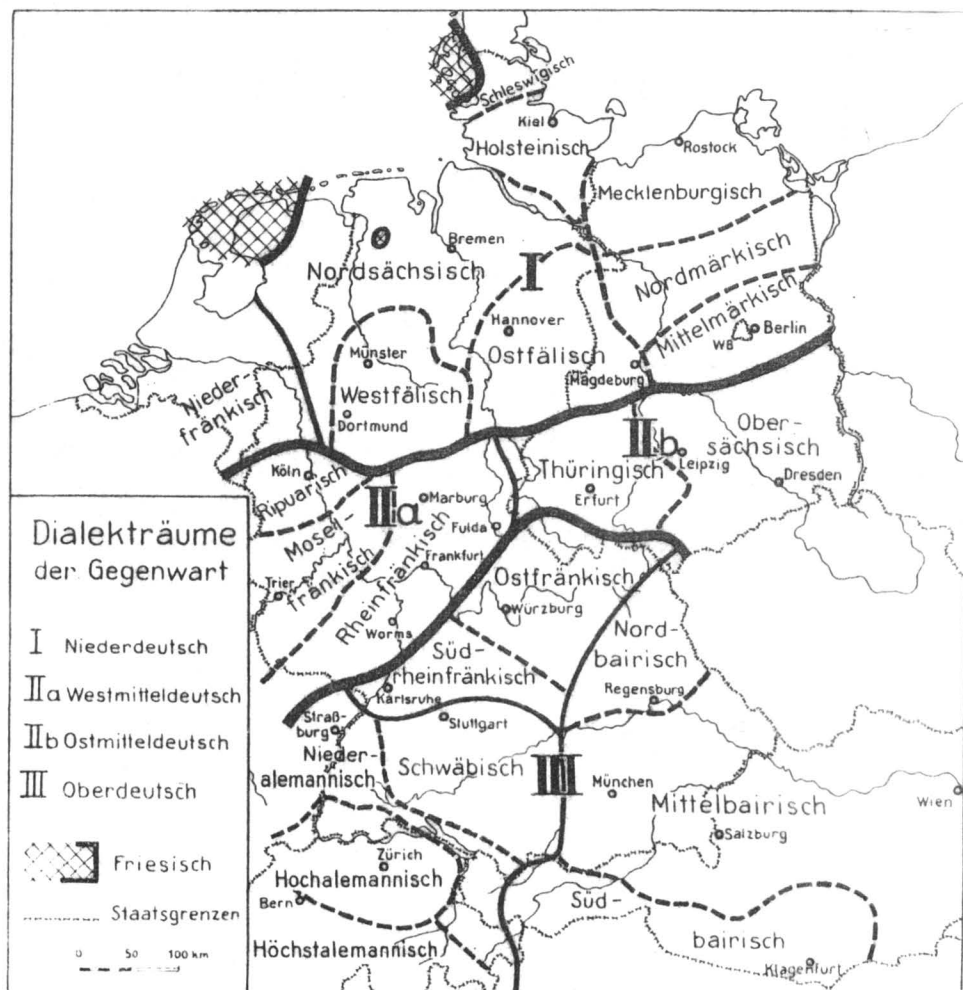 Schleswigisch
Kiel
Holsteinisch
Rostock
Mecklenburgisch
Bremen
Nordsächsisch
I
Nordmärkisch
Hannover
Mittelmärkisch
Berlin
WB
Ostfälisch
Münster
Magdeburg
Nieder-
fränkisch
Westfälisch
Dortmund
IIb
Ober-
sächsisch
Köln
Ripuarisch
Thüringisch
Leipzig
Dresden
Erfurt
IIa
Marburg
Fulda
Mosel-
fränkisch
Rheinfränkisch
Frankfurt
Trier
Ostfränkisch
Würzburg
Worms
Nord-
bairisch
Süd-
rheinfränkisch
Regensburg
Karlsruhe
Stuttgart
Straß-
burg
Nieder-
alemannisch
Schwäbisch
III
München
Mittelbairisch
Wien
Salzburg
Zürich
Hochalemannisch
Bern
Süd-
bairisch
Höchstalemannisch
Klagenfurt
Dialekträume
der Gegenwart
I Niederdeutsch
IIa Westmitteldeutsch
IIb Ostmitteldeutsch
III Oberdeutsch
Friesisch
Staatsgrenzen
0 50 100 km